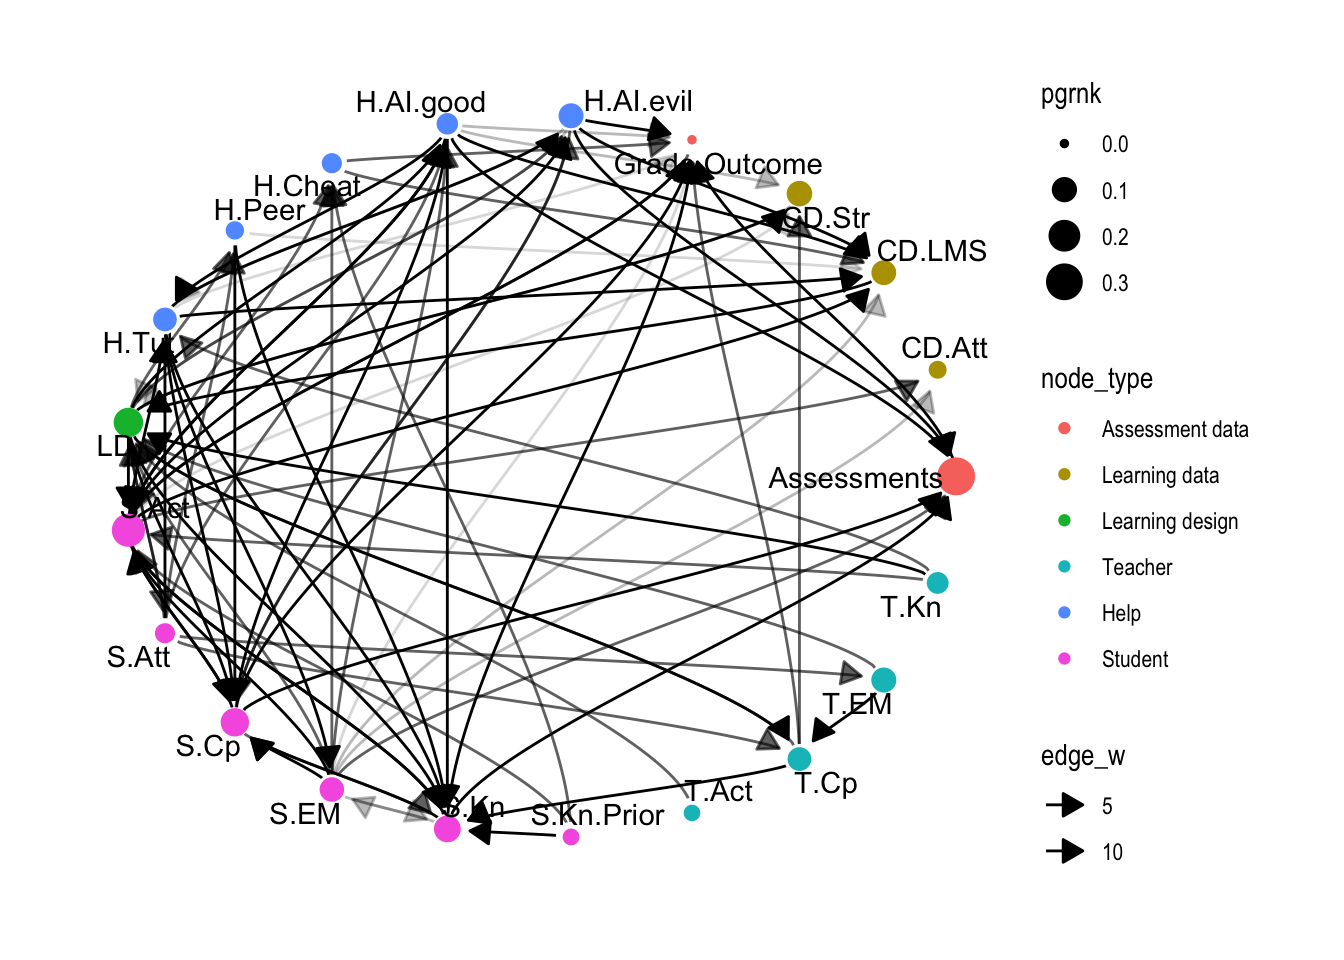 H.AI.good
H.AI.evil
Grade.Outcome
H.Cheat
H.Peer
CD.Str
CD.LMS
H.Tut
CD.Att
LD
Assessments
S.Act
T.Kn
S.Att
T.EM
S.Cp
T.Cp
T.Act
S.EM
S.Kn
S.Kn.Prior
pgrnk
0.0
0.1
0.2
0.3
node_type
Assessment data
Learning data
Learning design
Teacher
Help
Student
edge_w
5
10